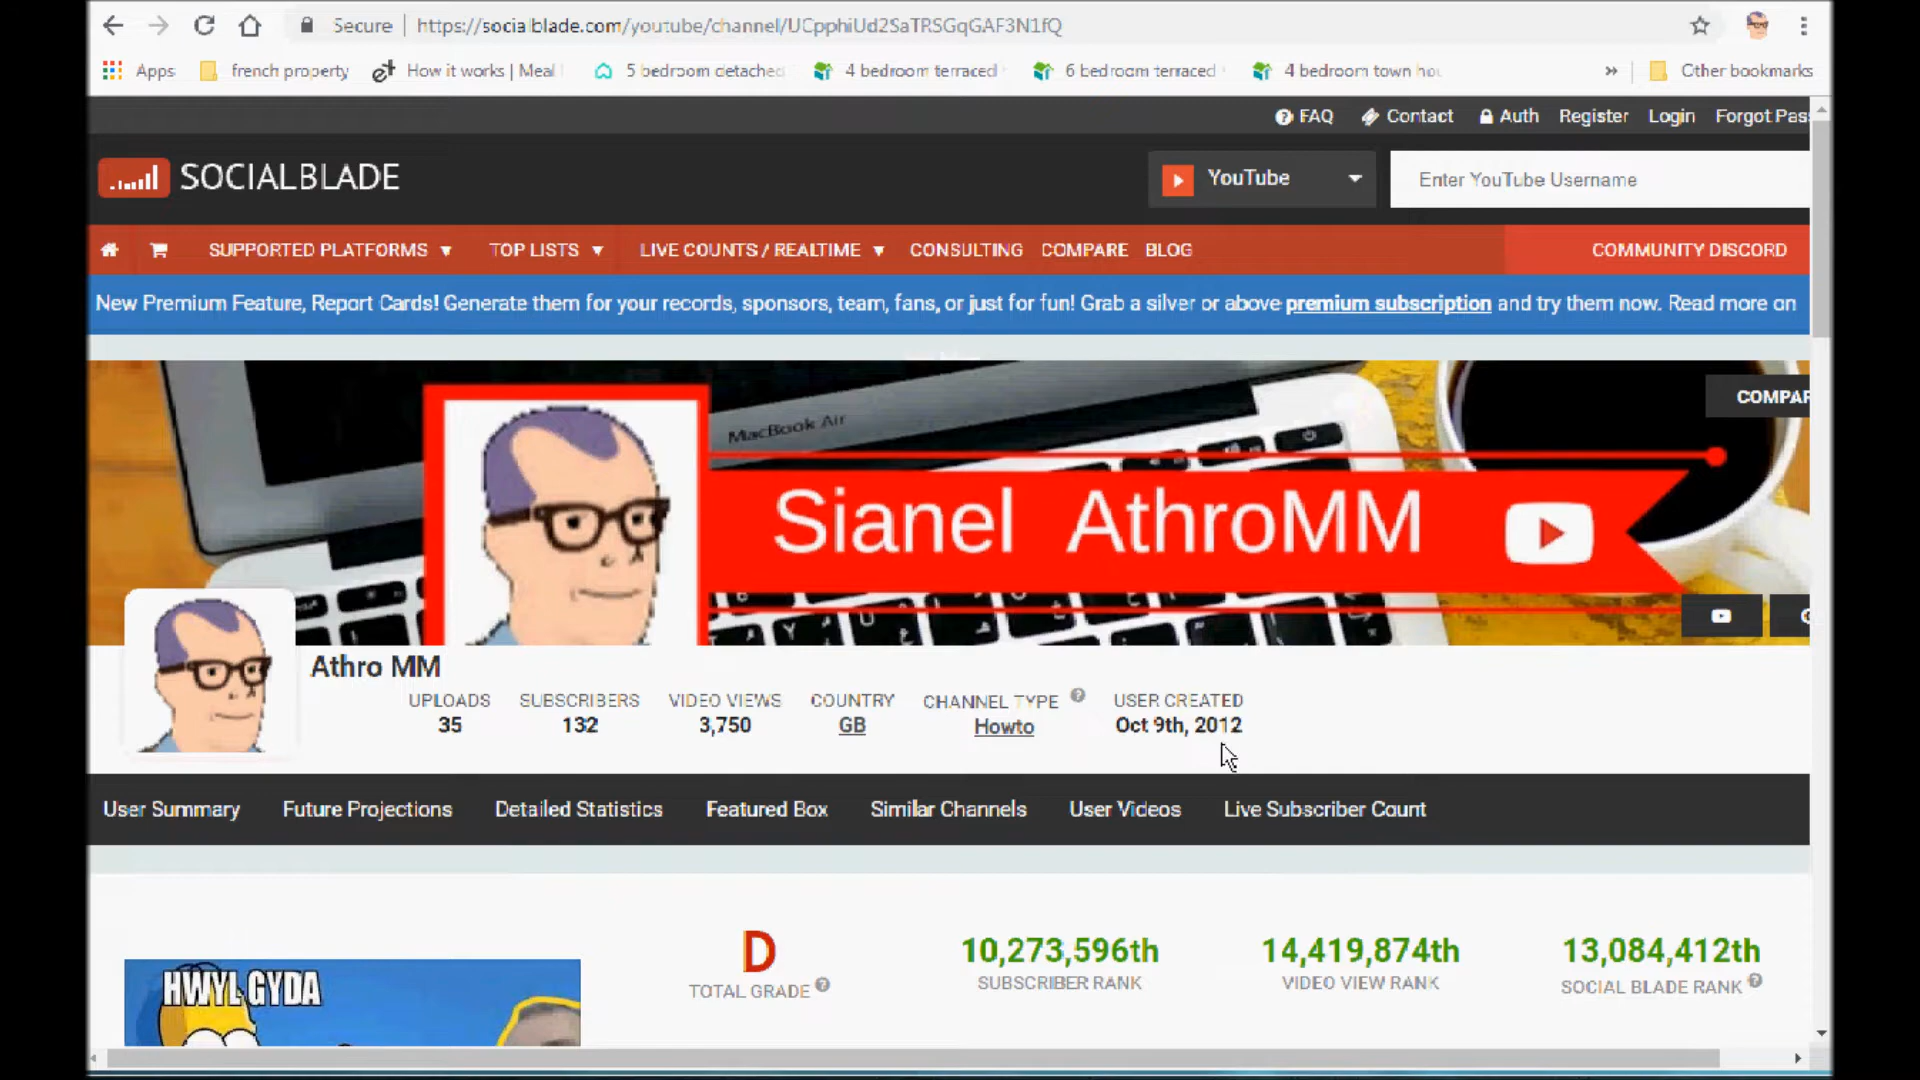 Secure | https://socialblade.com/youtube/channel/UCpphiUd2SaTRSGqGAF3N1fQ
Apps french property How it works | Meal 5 bedroom detached 4 bedroom terraced 6 bedroom terraced 4 bedroom town hou » Other bookmarks
FAQ Contact Auth Register Login Forgot Pass
SOCIALBLADE YouTube Enter YouTube Username
SUPPORTED PLATFORMS TOP LISTS LIVE COUNTS / REALTIME CONSULTING COMPARE BLOG COMMUNITY DISCORD
New Premium Feature, Report Cards! Generate them for your records, sponsors, team, fans, or just for fun! Grab a silver or above premium subscription and try them now. Read more on
COMPAR
MacBook Air
Sianel AthroMM
Athro MM
UPLOADS SUBSCRIBERS VIDEO VIEWS COUNTRY CHANNEL TYPE USER CREATED
35 132 3,750 GB Howto Oct 9th, 2012
User Summary Future Projections Detailed Statistics Featured Box Similar Channels User Videos Live Subscriber Count
D 10,273,596th 14,419,874th 13,084,412th
TOTAL GRADE SUBSCRIBER RANK VIDEO VIEW RANK SOCIAL BLADE RANK
HWYL GYDA